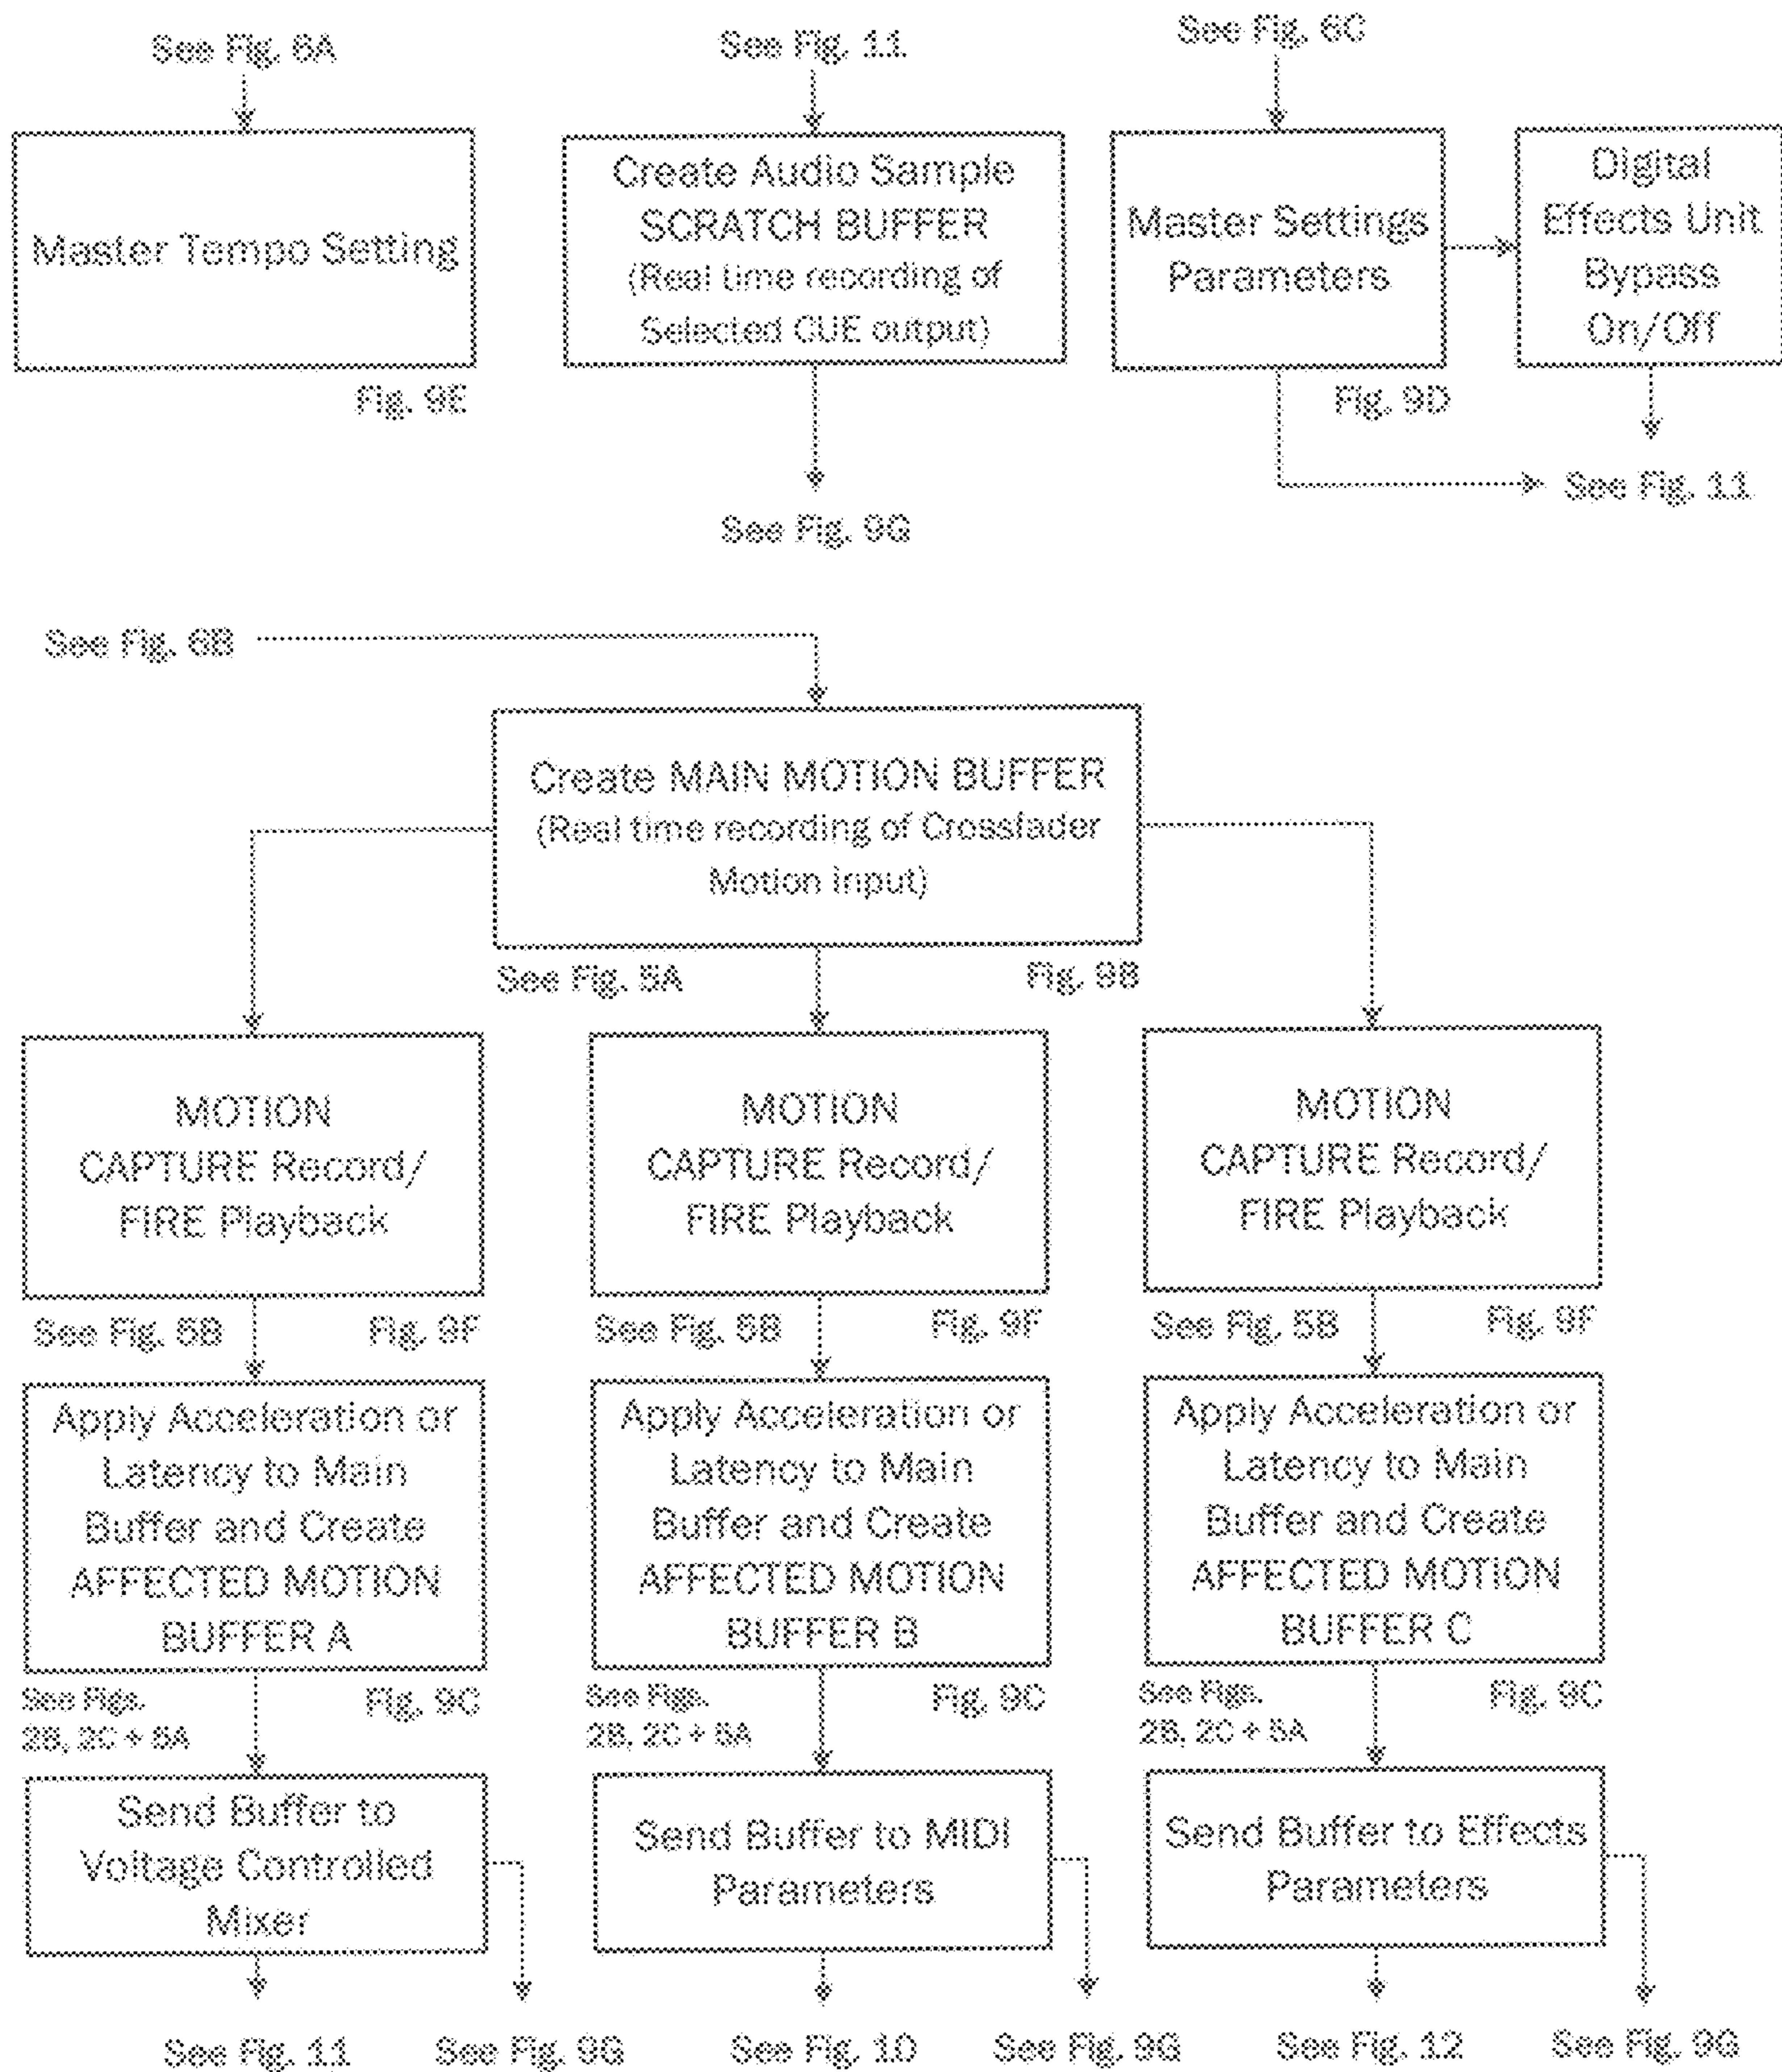 See Fig. 6A
Master Tempo Setting
Fig. 9E
See Fig. 11
Create Audio Sample
SCRATCH BUFFER
(Real time recording of
Selected CUE output)
See Fig. 9G
See Fig. 6C
Master Settings
Parameters
Fig. 9D
Digital
Effects Unit
Bypass
On/Off
See Fig. 11
See Fig. 6B
Create MAIN MOTION BUFFER
(Real time recording of Crossfader
Motion input)
See Fig. 5A
Fig. 9B
MOTION
CAPTURE Record/
FIRE Playback
See Fig. 5B
Fig. 9F
Apply Acceleration or
Latency to Main
Buffer and Create
AFFECTED MOTION
BUFFER A
See Figs.
2B, 2C + 5A
Fig. 9C
Send Buffer to
Voltage Controlled
Mixer
See Fig. 11
See Fig. 9G
MOTION
CAPTURE Record/
FIRE Playback
See Fig. 5B
Fig. 9F
Apply Acceleration or
Latency to Main
Buffer and Create
AFFECTED MOTION
BUFFER B
See Figs.
2B, 2C + 5A
Fig. 9C
Send Buffer to MIDI
Parameters
See Fig. 10
See Fig. 9G
MOTION
CAPTURE Record/
FIRE Playback
See Fig. 5B
Fig. 9F
Apply Acceleration or
Latency to Main
Buffer and Create
AFFECTED MOTION
BUFFER C
See Figs.
2B, 2C + 5A
Fig. 9C
Send Buffer to Effects
Parameters
See Fig. 12
See Fig. 9G